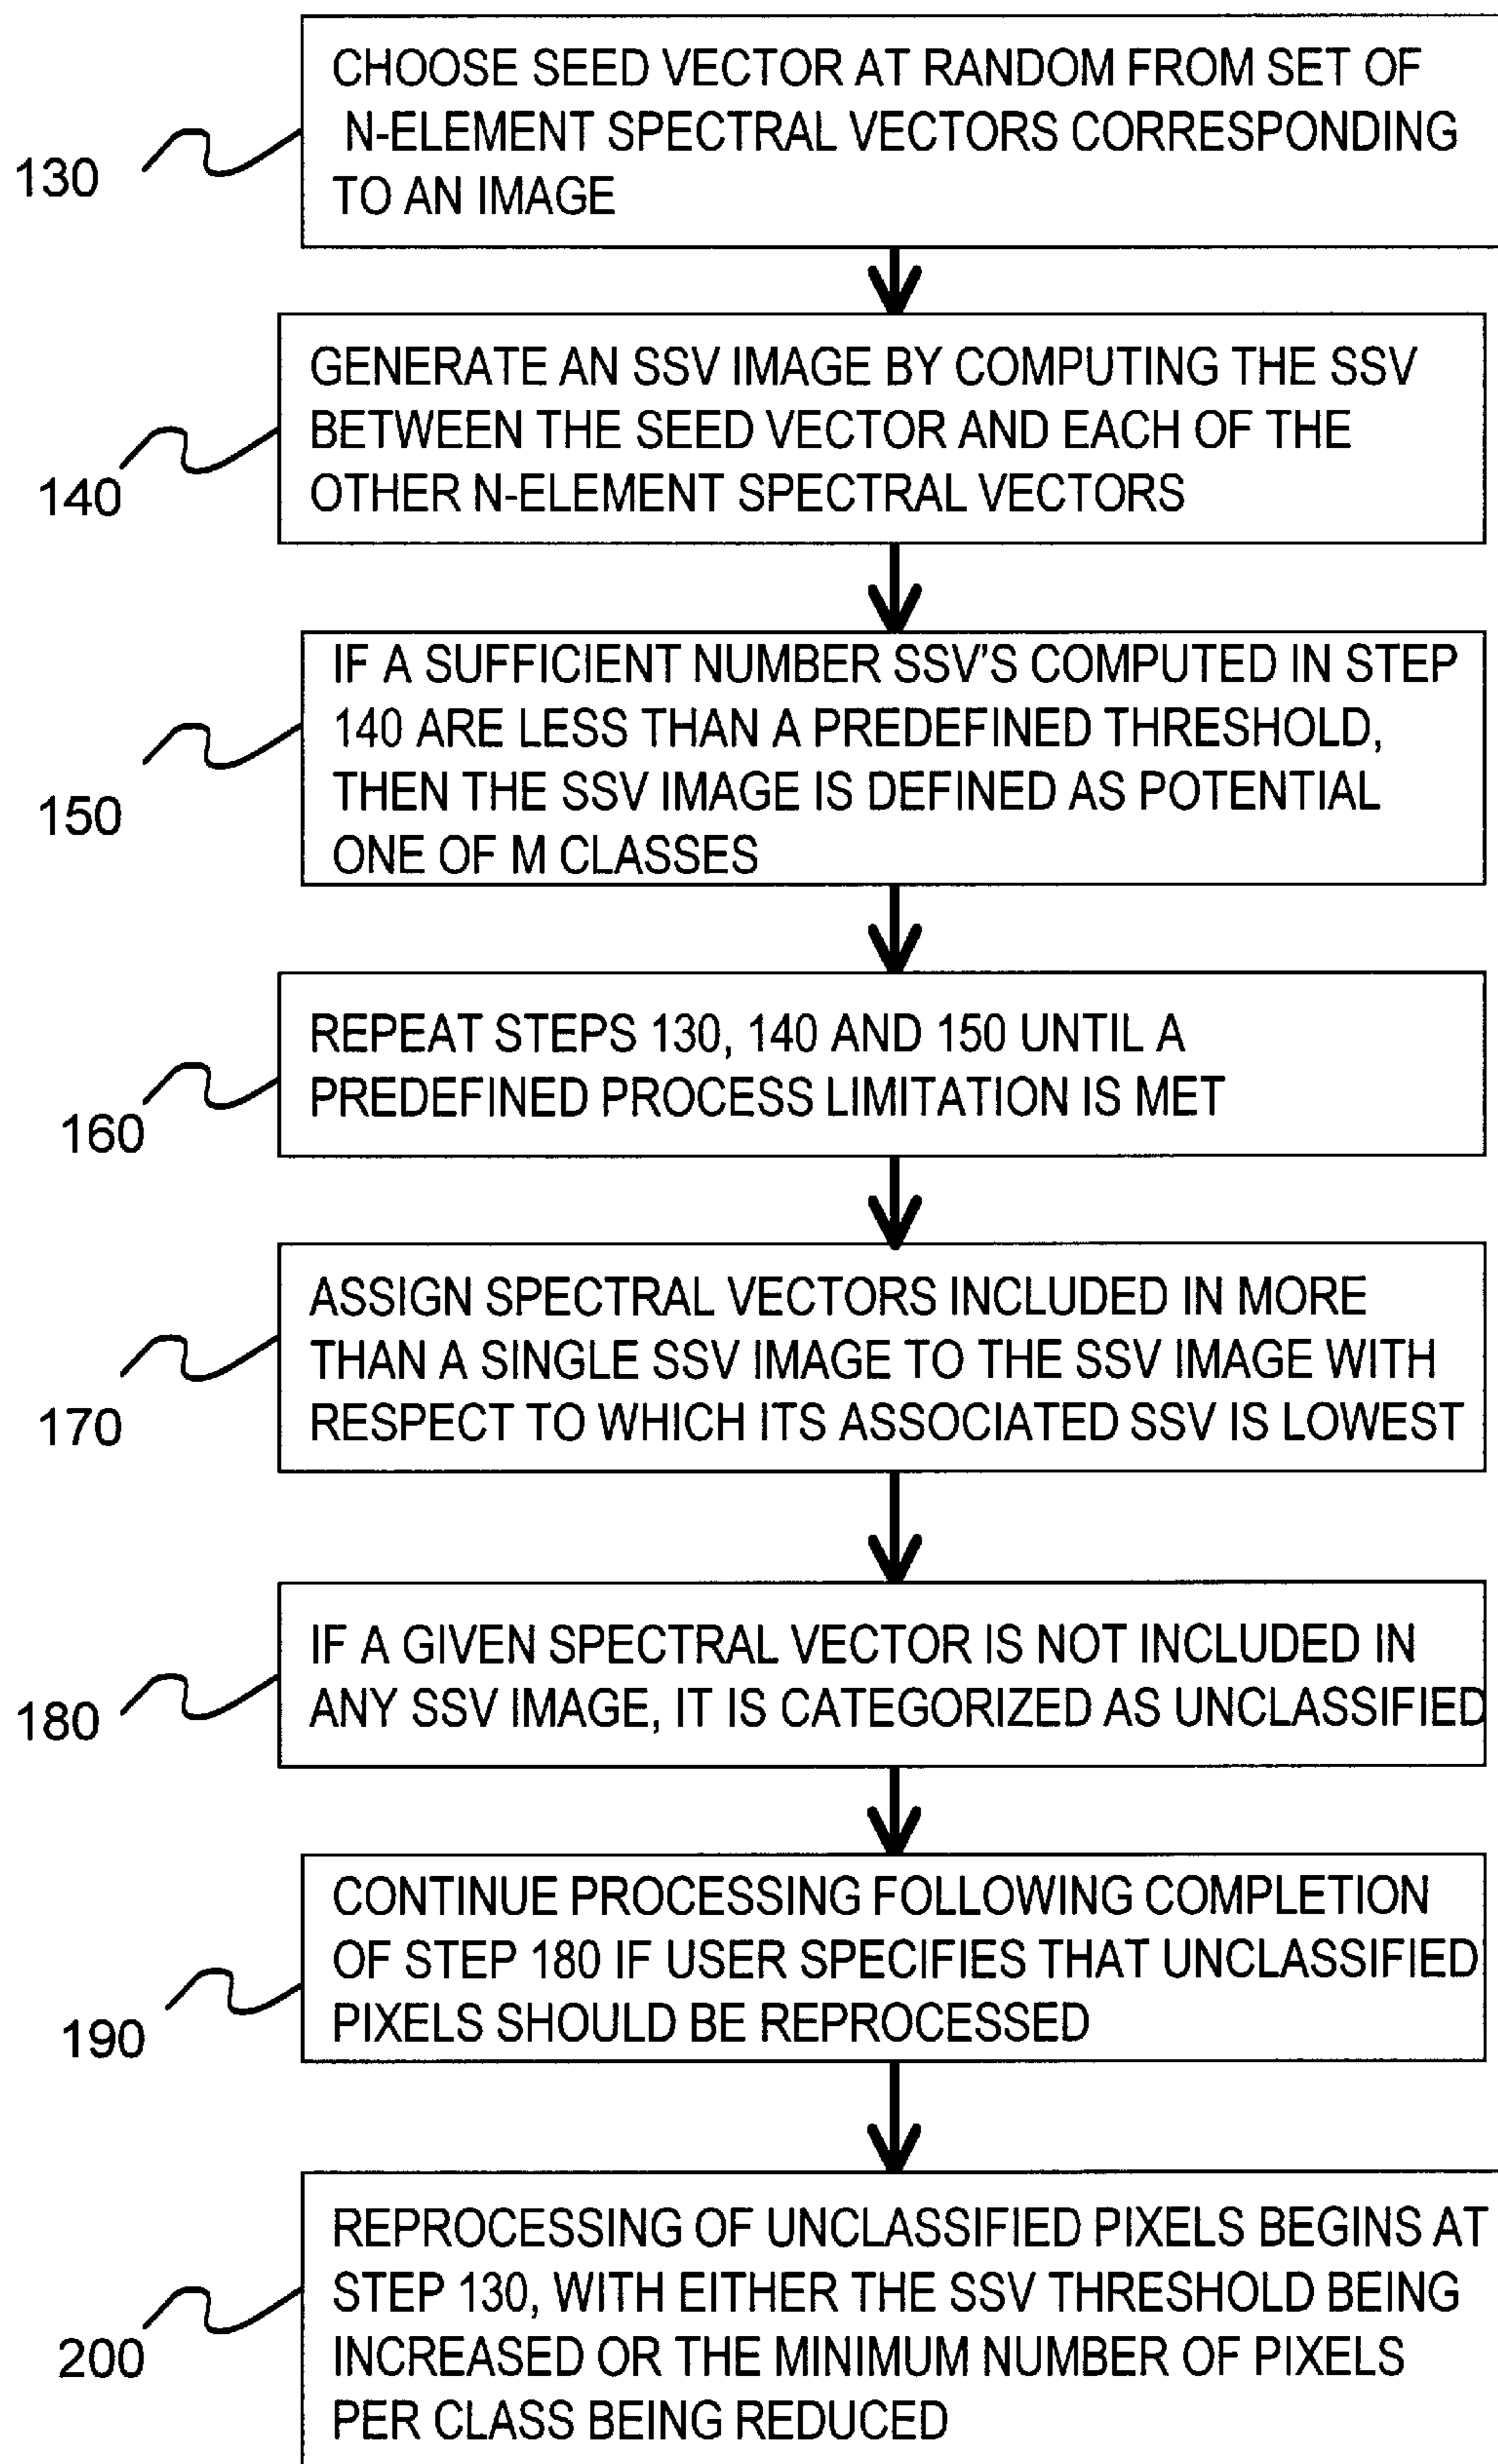 CHOOSE SEED VECTOR AT RANDOM FROM SET OF
N-ELEMENT SPECTRAL VECTORS CORRESPONDING
TO AN IMAGE
130
GENERATE AN SSV IMAGE BY COMPUTING THE SSV
BETWEEN THE SEED VECTOR AND EACH OF THE
OTHER N-ELEMENT SPECTRAL VECTORS
140
IF A SUFFICIENT NUMBER SSV'S COMPUTED IN STEP
140 ARE LESS THAN A PREDEFINED THRESHOLD,
THEN THE SSV IMAGE IS DEFINED AS POTENTIAL
ONE OF M CLASSES
150
REPEAT STEPS 130, 140 AND 150 UNTIL A
PREDEFINED PROCESS LIMITATION IS MET
160
ASSIGN SPECTRAL VECTORS INCLUDED IN MORE
THAN A SINGLE SSV IMAGE TO THE SSV IMAGE WITH
RESPECT TO WHICH ITS ASSOCIATED SSV IS LOWEST
170
IF A GIVEN SPECTRAL VECTOR IS NOT INCLUDED IN
ANY SSV IMAGE, IT IS CATEGORIZED AS UNCLASSIFIED
180
CONTINUE PROCESSING FOLLOWING COMPLETION
OF STEP 180 IF USER SPECIFIES THAT UNCLASSIFIED
PIXELS SHOULD BE REPROCESSED
190
REPROCESSING OF UNCLASSIFIED PIXELS BEGINS AT
STEP 130, WITH EITHER THE SSV THRESHOLD BEING
INCREASED OR THE MINIMUM NUMBER OF PIXELS
PER CLASS BEING REDUCED
200